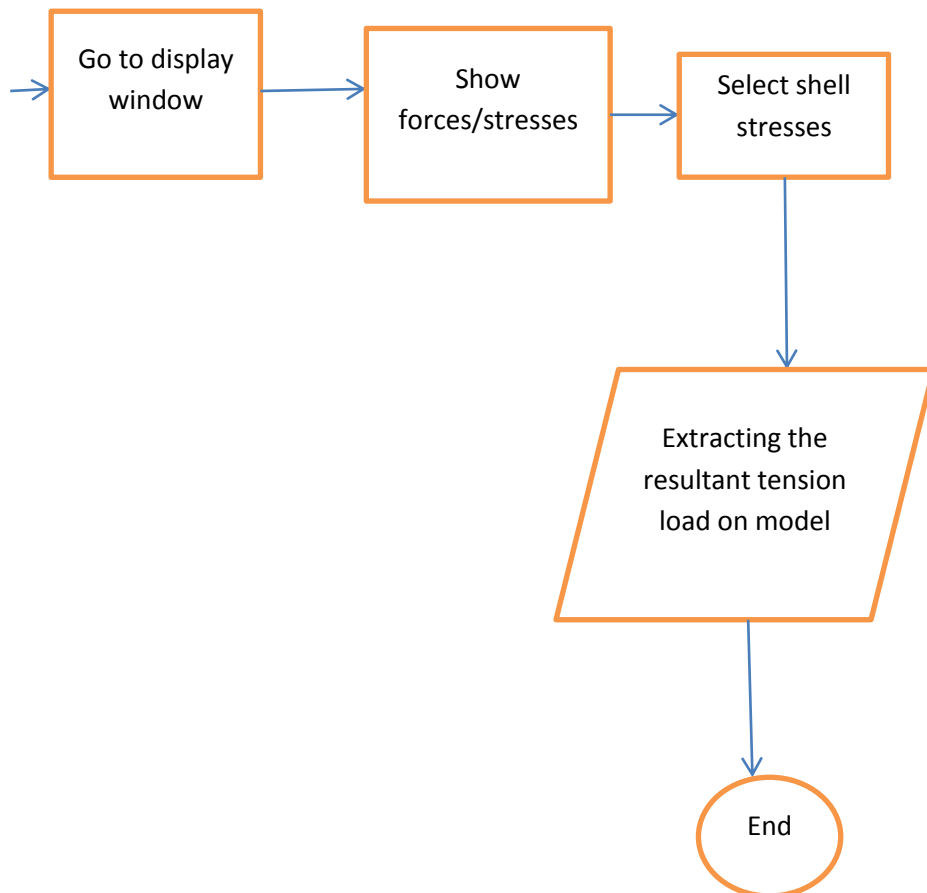 Go to display
window
Show
forces/stresses
Select shell
stresses
Extracting the
resultant tension
load on model
End